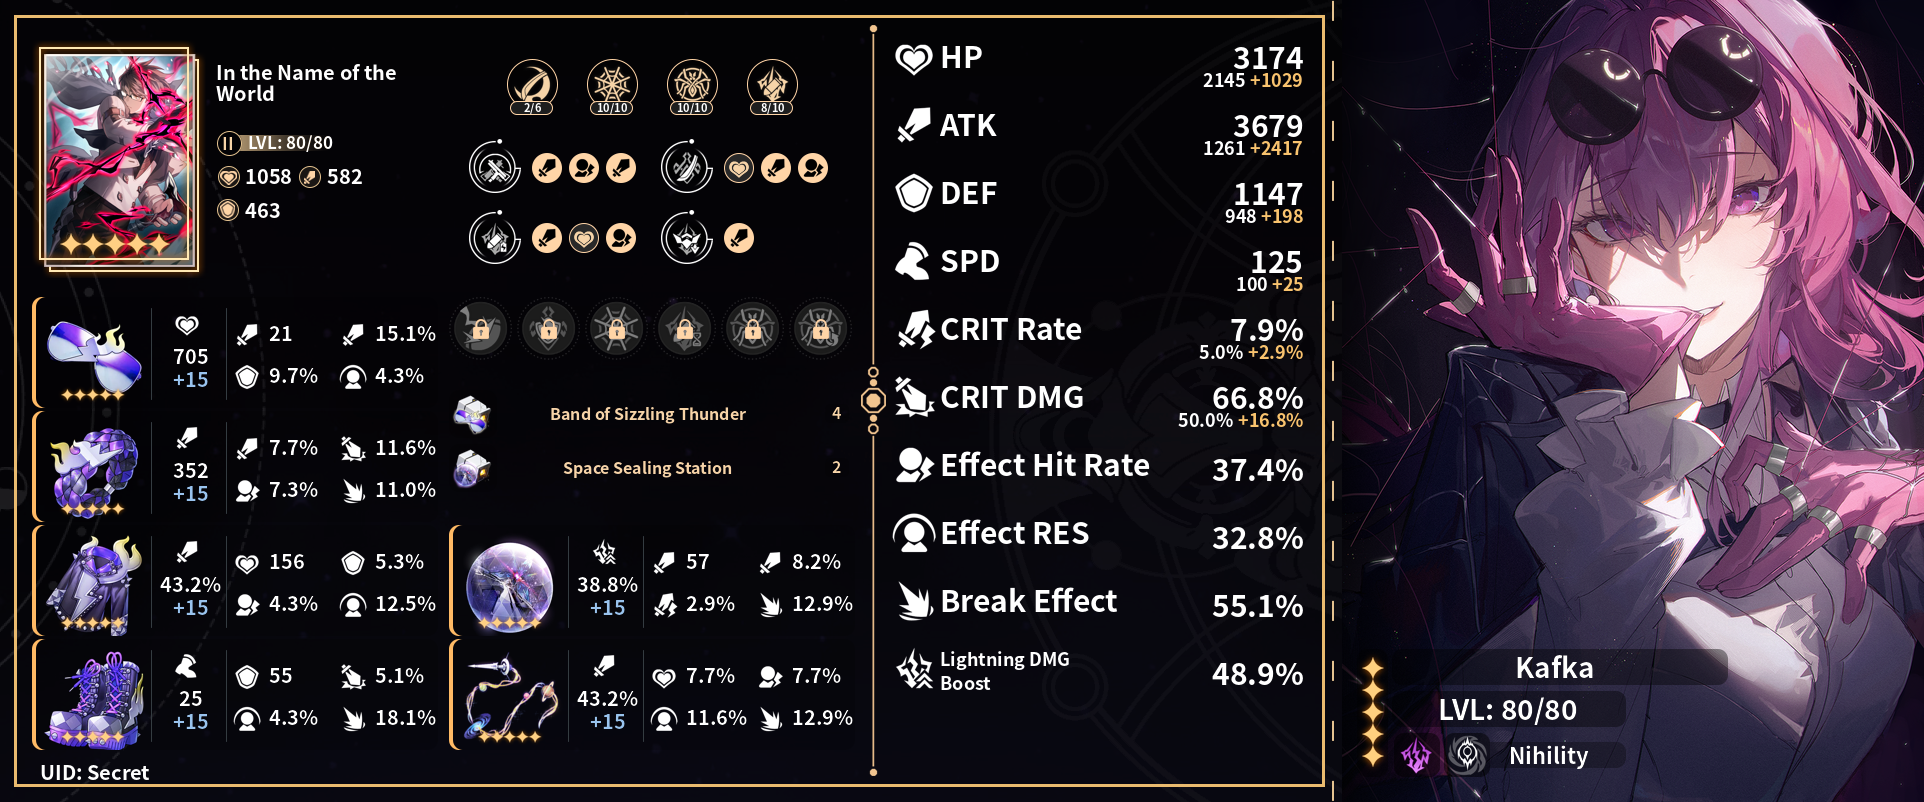 In the Name of the
World
LVL: 80/80
1058 582
463
2/6 10/10 10/10 8/10
705
+15
21 15.1%
9.7% 4.3%
352
+15
7.7% 11.6%
7.3% 11.0%
43.2%
+15
156 5.3%
4.3% 12.5%
25
+15
55 5.1%
4.3% 18.1%
Band of Sizzling Thunder 4
Space Sealing Station 2
38.8%
+15
57 8.2%
2.9% 12.9%
43.2%
+15
7.7% 7.7%
11.6% 12.9%
UID: Secret
HP 3174
2145 +1029
ATK 3679
1261 +2417
DEF 1147
948 +198
SPD 125
100 +25
CRIT Rate 7.9%
5.0% +2.9%
CRIT DMG 66.8%
50.0% +16.8%
Effect Hit Rate 37.4%
Effect RES 32.8%
Break Effect 55.1%
Lightning DMG
Boost 48.9%
Kafka
LVL: 80/80
Nihility